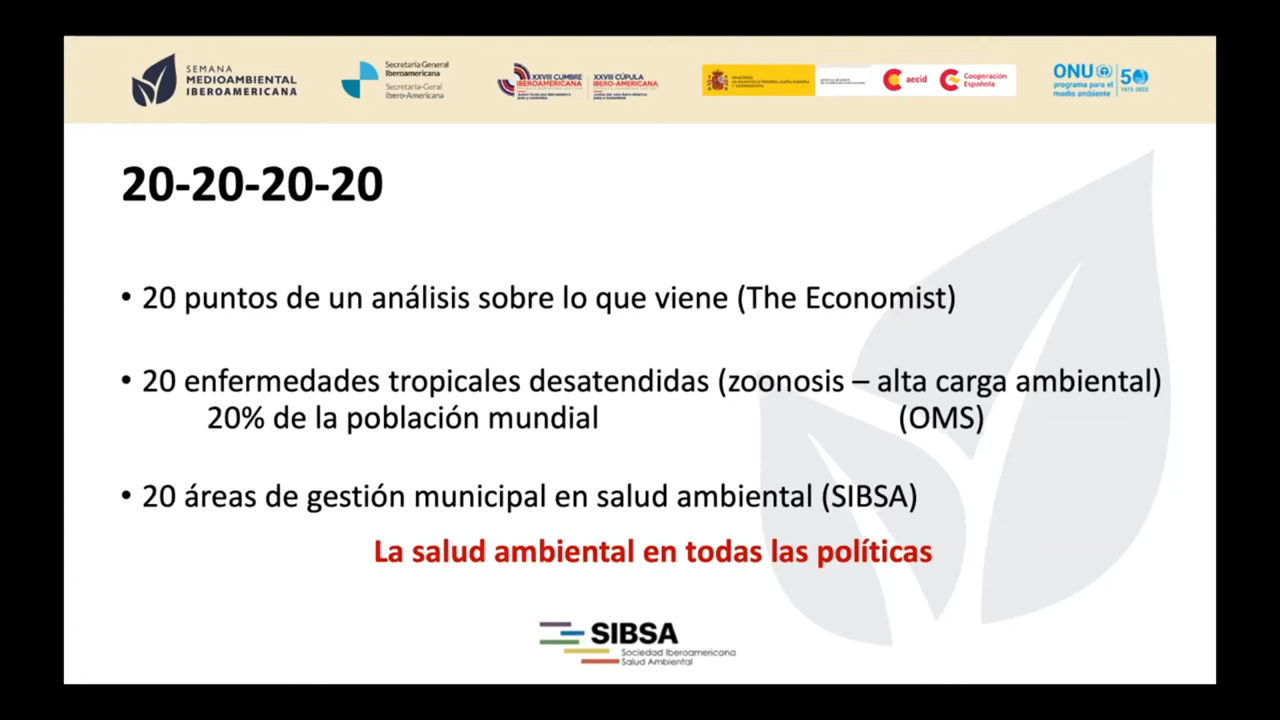 SEMANA
MEDIOAMBIENTAL
IBEROAMERICANA
Secretaría General
Iberoamericana
Secretaria-Geral
Ibero-Americana
XXVIII CUMBRE
IBEROAMERICANA
XXVIII CÚPULA
IBERO-AMERICANA
aecid
Cooperación
Española
ONU
programa para el
medio ambiente
50
1972-2022
20-20-20-20
• 20 puntos de un análisis sobre lo que viene (The Economist)
• 20 enfermedades tropicales desatendidas (zoonosis – alta carga ambiental)
20% de la población mundial (OMS)
• 20 áreas de gestión municipal en salud ambiental (SIBSA)
La salud ambiental en todas las políticas
SIBSA
Sociedad Iberoamericana
Salud Ambiental